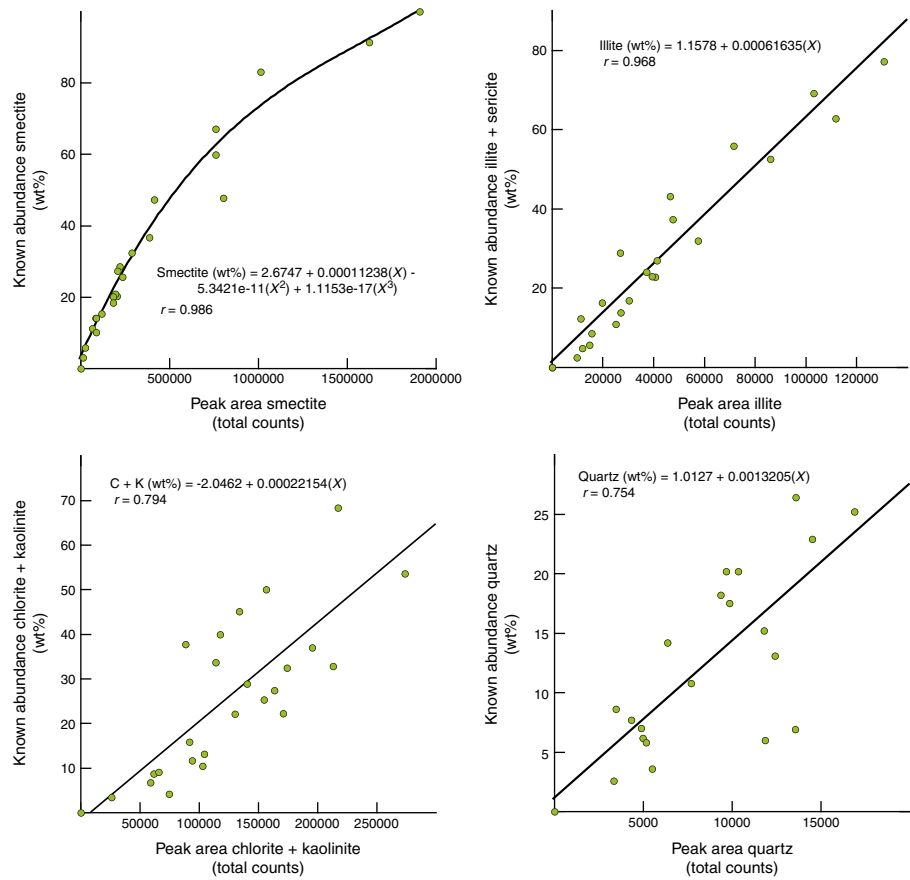 Known abundance smectite
(wt%)
80
60
40
20
Smectite (wt%) = 2.6747 + 0.00011238(X) -
5.3421e-11(X²) + 1.1153e-17(X³)
r = 0.986
500000 1000000 1500000 2000000
Peak area smectite
(total counts)
Known abundance illite + sericite
(wt%)
80
60
40
20
Illite (wt%) = 1.1578 + 0.00061635(X)
r = 0.968
20000 40000 60000 80000 100000 120000
Peak area illite
(total counts)
Known abundance chlorite + kaolinite
(wt%)
70
60
50
40
30
20
10
C + K (wt%) = -2.0462 + 0.00022154(X)
r = 0.794
50000 100000 150000 200000 250000
Peak area chlorite + kaolinite
(total counts)
Known abundance quartz
(wt%)
25
20
15
10
5
Quartz (wt%) = 1.0127 + 0.0013205(X)
r = 0.754
5000 10000 15000
Peak area quartz
(total counts)